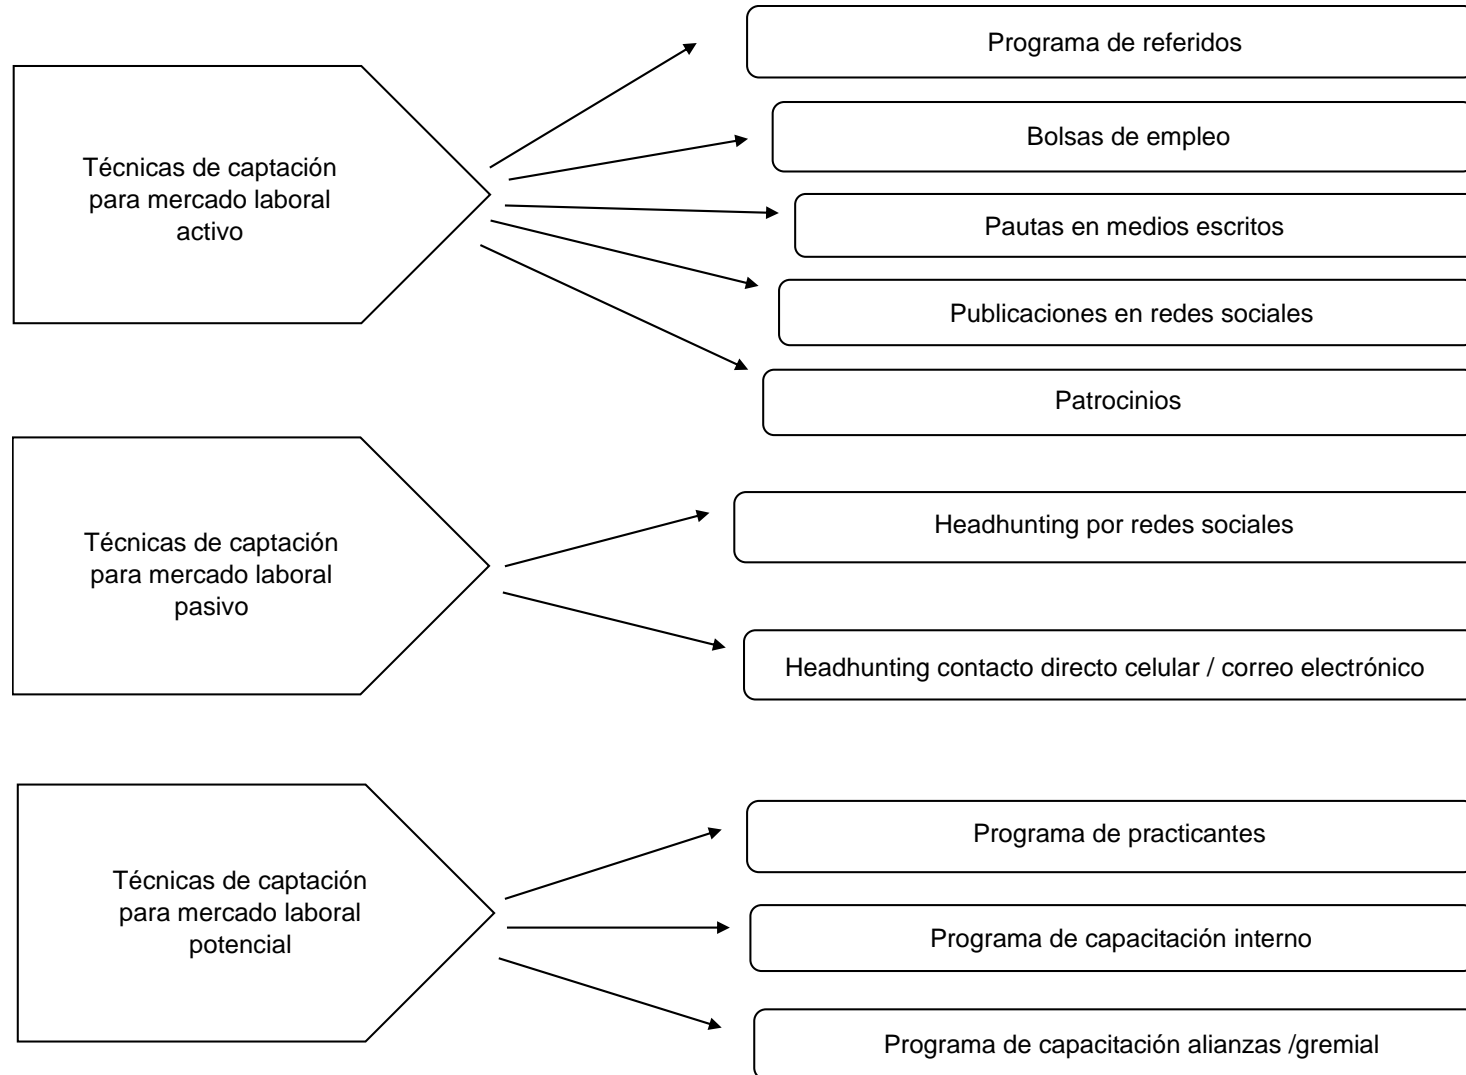 Técnicas de captación
para mercado laboral
activo
Programa de referidos
Bolsas de empleo
Pautas en medios escritos
Publicaciones en redes sociales
Patrocinios
Técnicas de captación
para mercado laboral
pasivo
Headhunting por redes sociales
Headhunting contacto directo celular / correo electrónico
Técnicas de captación
para mercado laboral
potencial
Programa de practicantes
Programa de capacitación interno
Programa de capacitación alianzas /gremial